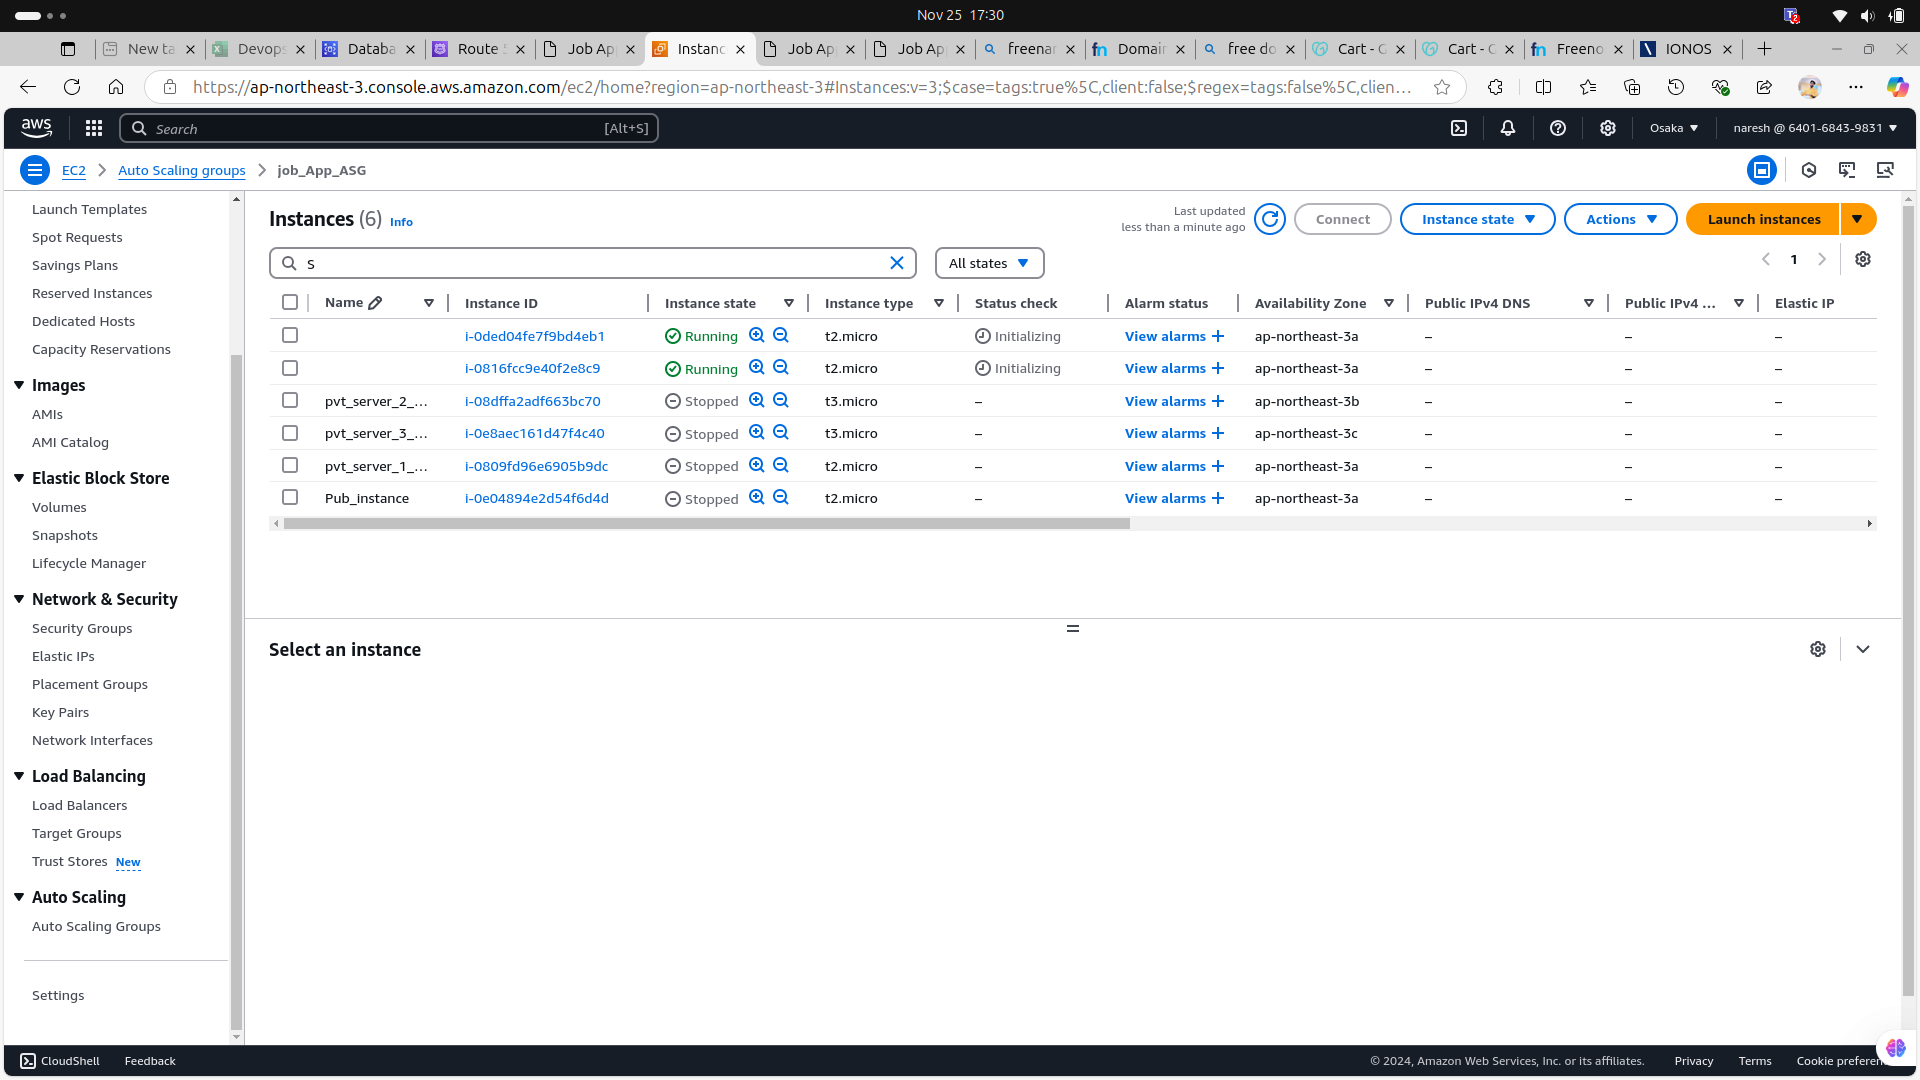 Nov 25 17:30
New ta
Devops
Databa
Route
Job Ap
Instanc
Job Ap
Job Ap
freenar
Domai
free do
Cart - G
Cart - G
Freeno
IONOS
https://ap-northeast-3.console.aws.amazon.com/ec2/home?region=ap-northeast-3#Instances:v=3;$case=tags:true%5C,client:false;$regex=tags:false%5C,clien...
aws
Search
[Alt+S]
Osaka
naresh @ 6401-6843-9831
EC2
Auto Scaling groups
job_App_ASG
Launch Templates
Spot Requests
Savings Plans
Reserved Instances
Dedicated Hosts
Capacity Reservations
Images
AMIs
AMI Catalog
Elastic Block Store
Volumes
Snapshots
Lifecycle Manager
Network & Security
Security Groups
Elastic IPs
Placement Groups
Key Pairs
Network Interfaces
Load Balancing
Load Balancers
Target Groups
Trust Stores New
Auto Scaling
Auto Scaling Groups
Settings
Instances (6) Info
Last updated
less than a minute ago
Connect
Instance state
Actions
Launch instances
S
All states
1
Name Instance ID Instance state Instance type Status check Alarm status Availability Zone Public IPv4 DNS Public IPv4 ... Elastic IP
i-0ded04fe7f9bd4eb1 Running t2.micro Initializing View alarms + ap-northeast-3a – – –
i-0816fcc9e40f2e8c9 Running t2.micro Initializing View alarms + ap-northeast-3a – – –
pvt_server_2_... i-08dffa2adf663bc70 Stopped t3.micro – View alarms + ap-northeast-3b – – –
pvt_server_3_... i-0e8aec161d47f4c40 Stopped t3.micro – View alarms + ap-northeast-3c – – –
pvt_server_1_... i-0809fd96e6905b9dc Stopped t2.micro – View alarms + ap-northeast-3a – – –
Pub_instance i-0e04894e2d54f6d4d Stopped t2.micro – View alarms + ap-northeast-3a – – –
Select an instance
CloudShell
Feedback
© 2024, Amazon Web Services, Inc. or its affiliates.
Privacy
Terms
Cookie preferen